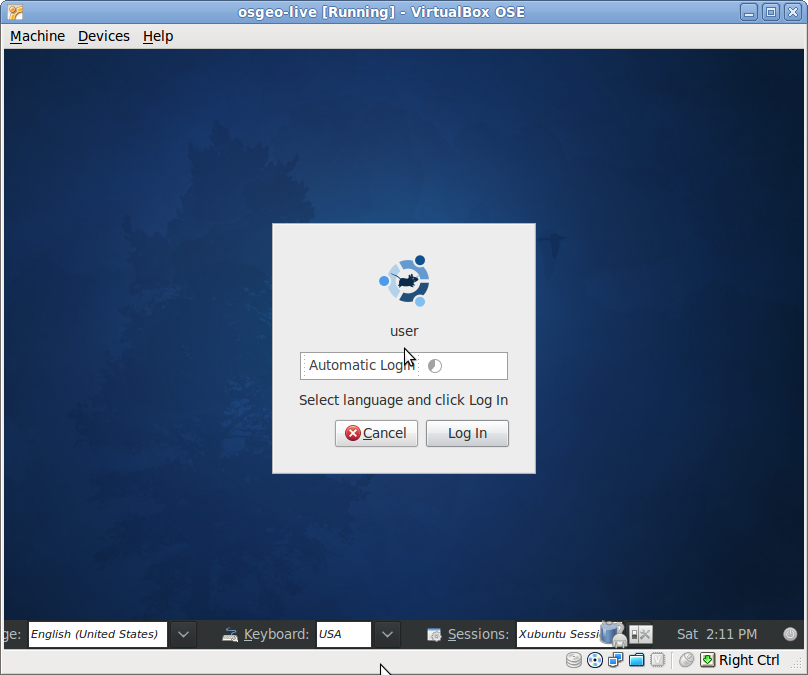 osgeo-live [Running] - VirtualBox OSE
Machine Devices Help
user
Automatic Login
Select language and click Log In
Cancel Log In
ge: English (United States) Keyboard: USA Sessions: Xubuntu Sessi Sat 2:11 PM
Right Ctrl